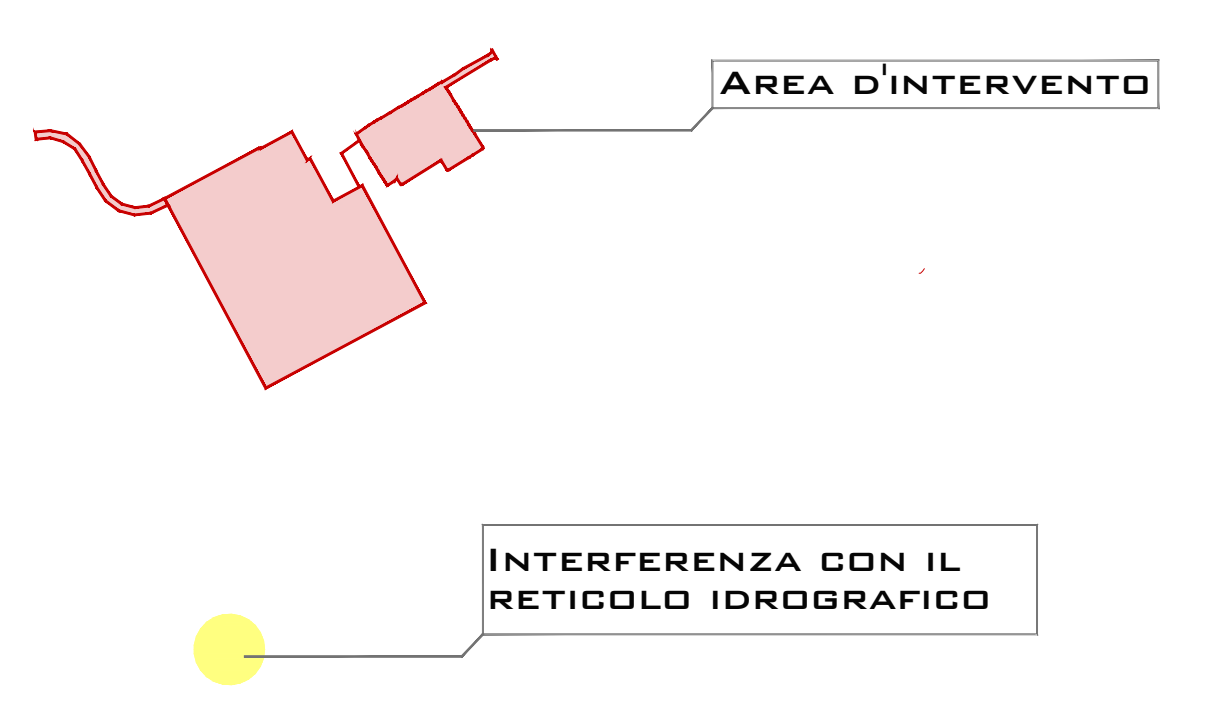 Area d'intervento
Interferenza con il
reticolo idrografico